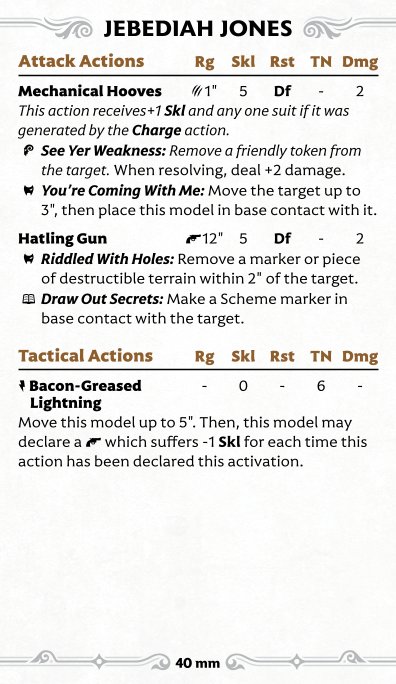 JEBEDIAH JONES
Attack Actions Rg Skl Rst TN Dmg
Mechanical Hooves 1" 5 Df - 2
This action receives+1 Skl and any one suit if it was
generated by the Charge action.
See Yer Weakness: Remove a friendly token from
the target. When resolving, deal +2 damage.
You're Coming With Me: Move the target up to
3", then place this model in base contact with it.
Hatling Gun 12" 5 Df - 2
Riddled With Holes: Remove a marker or piece
of destructible terrain within 2" of the target.
Draw Out Secrets: Make a Scheme marker in
base contact with the target.
Tactical Actions Rg Skl Rst TN Dmg
Bacon-Greased - 0 - 6 -
Lightning
Move this model up to 5". Then, this model may
declare a which suffers -1 Skl for each time this
action has been declared this activation.
40 mm